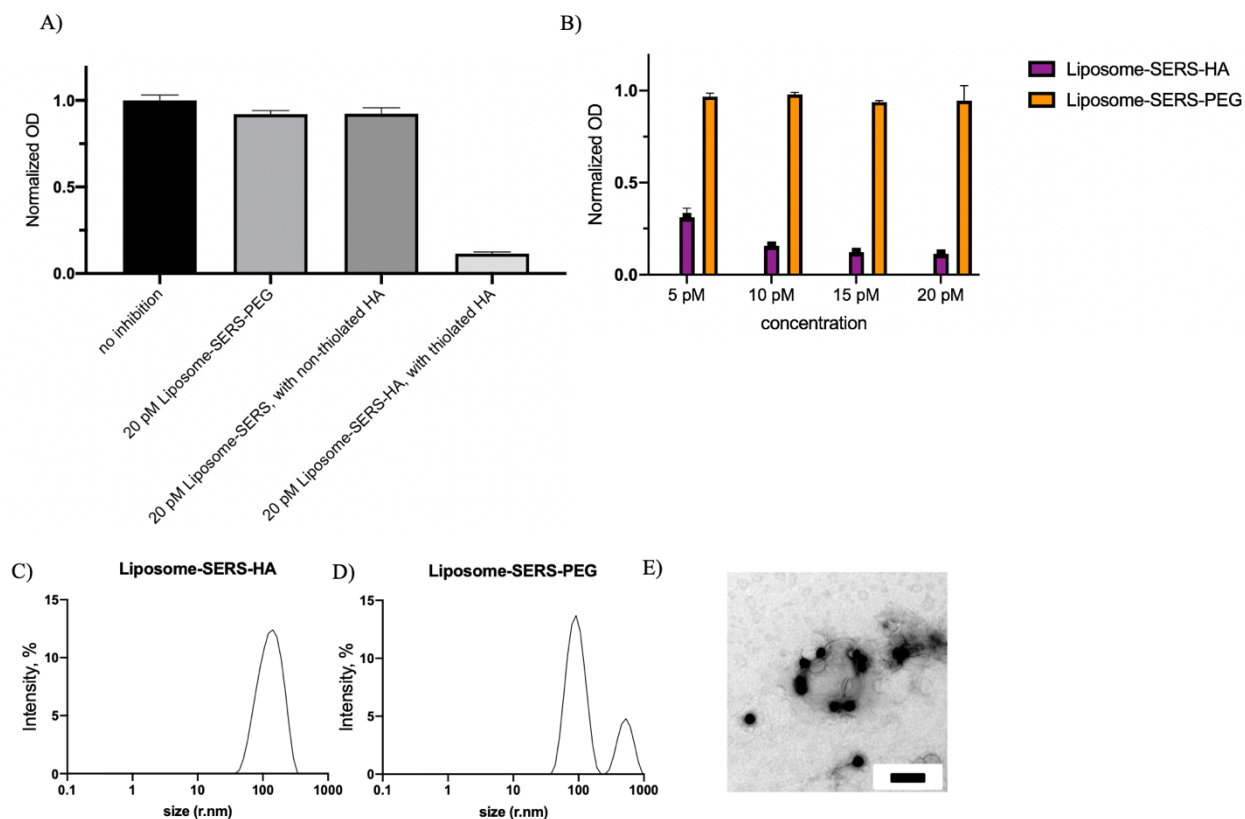 A)
Normalized OD
1.0
0.5
0.0
no inhibition
20 pM Liposome-SERS-PEG
20 pM Liposome-SERS, with non-thiolated HA
20 pM Liposome-SERS-HA, with thiolated HA
B)
Normalized OD
1.0
0.5
0.0
5 pM 10 pM 15 pM 20 pM
concentration
Liposome-SERS-HA
Liposome-SERS-PEG
C)
Liposome-SERS-HA
Intensity, %
15
10
5
0
0.1 1 10 100 1000
size (r.nm)
D)
Liposome-SERS-PEG
Intensity, %
15
10
5
0
0.1 1 10 100 1000
size (r.nm)
E)